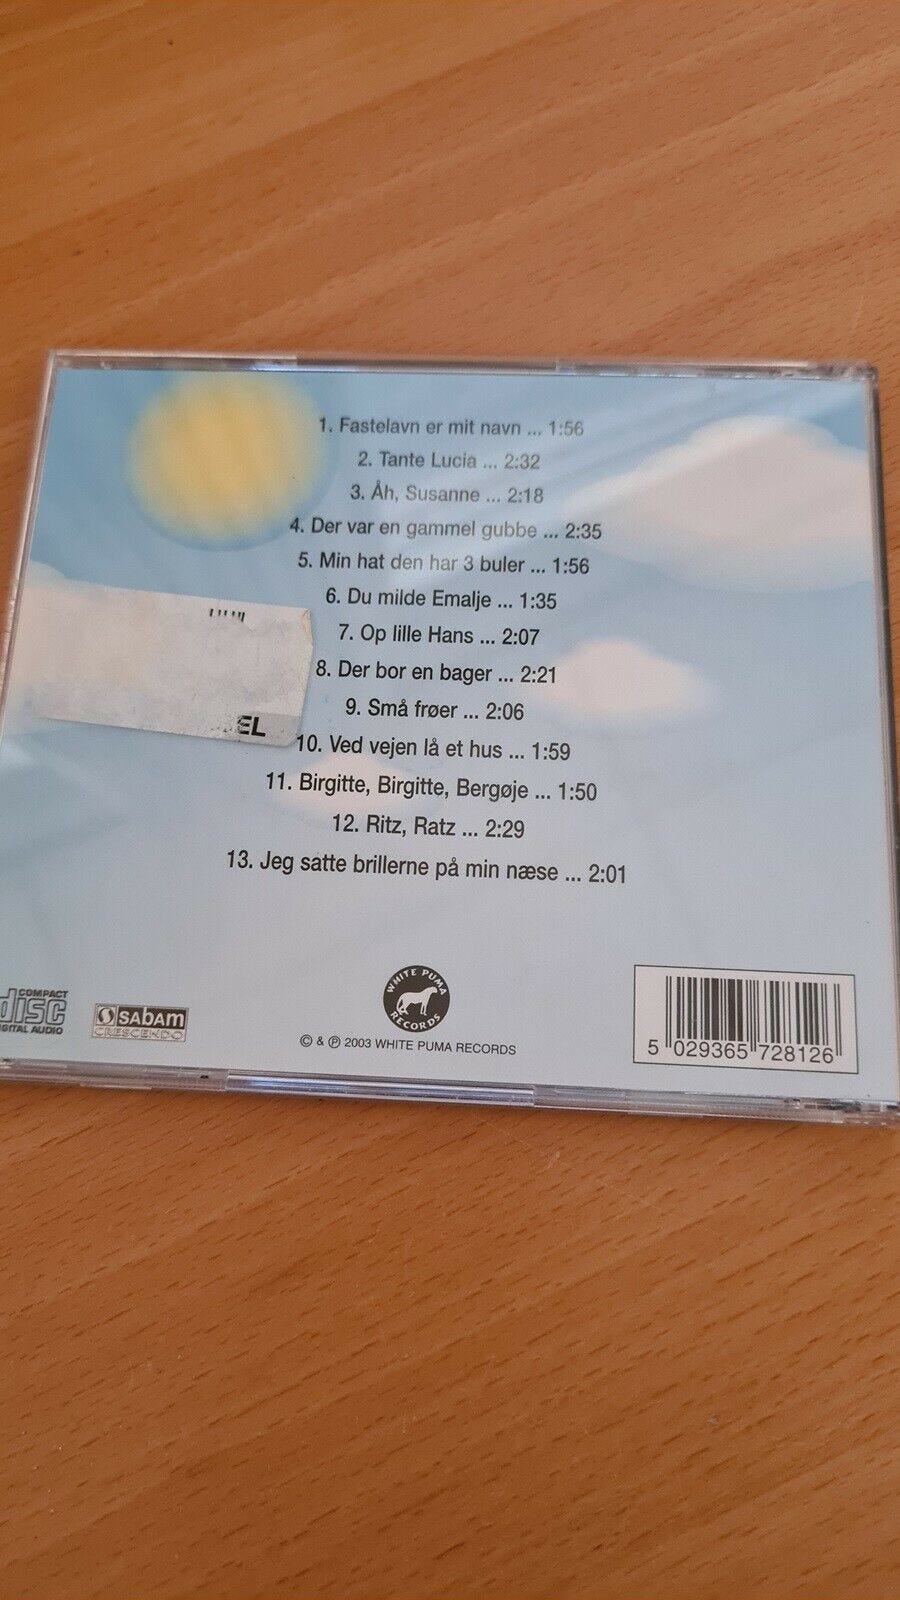 1. Fastelavn er mit navn ... 1:56
2. Tante Lucia ... 2:32
3. Åh, Susanne ... 2:18
4. Der var en gammel gubbe ... 2:35
5. Min hat den har 3 buler ... 1:56
6. Du milde Emalje ... 1:35
7. Op lille Hans ... 2:07
8. Der bor en bager ... 2:21
EL
9. Små frøer ... 2:06
10. Ved vejen lå et hus ... 1:59
11. Birgitte, Birgitte, Bergøje ... 1:50
12. Ritz, Ratz ... 2:29
13. Jeg satte brillerne på min næse ... 2:01
COMPACT
disc
DIGITAL AUDIO
sabam
CRESCENDO
WHITE PUMA
RECORDS
© & ℗ 2003 WHITE PUMA RECORDS
5 029365 728126